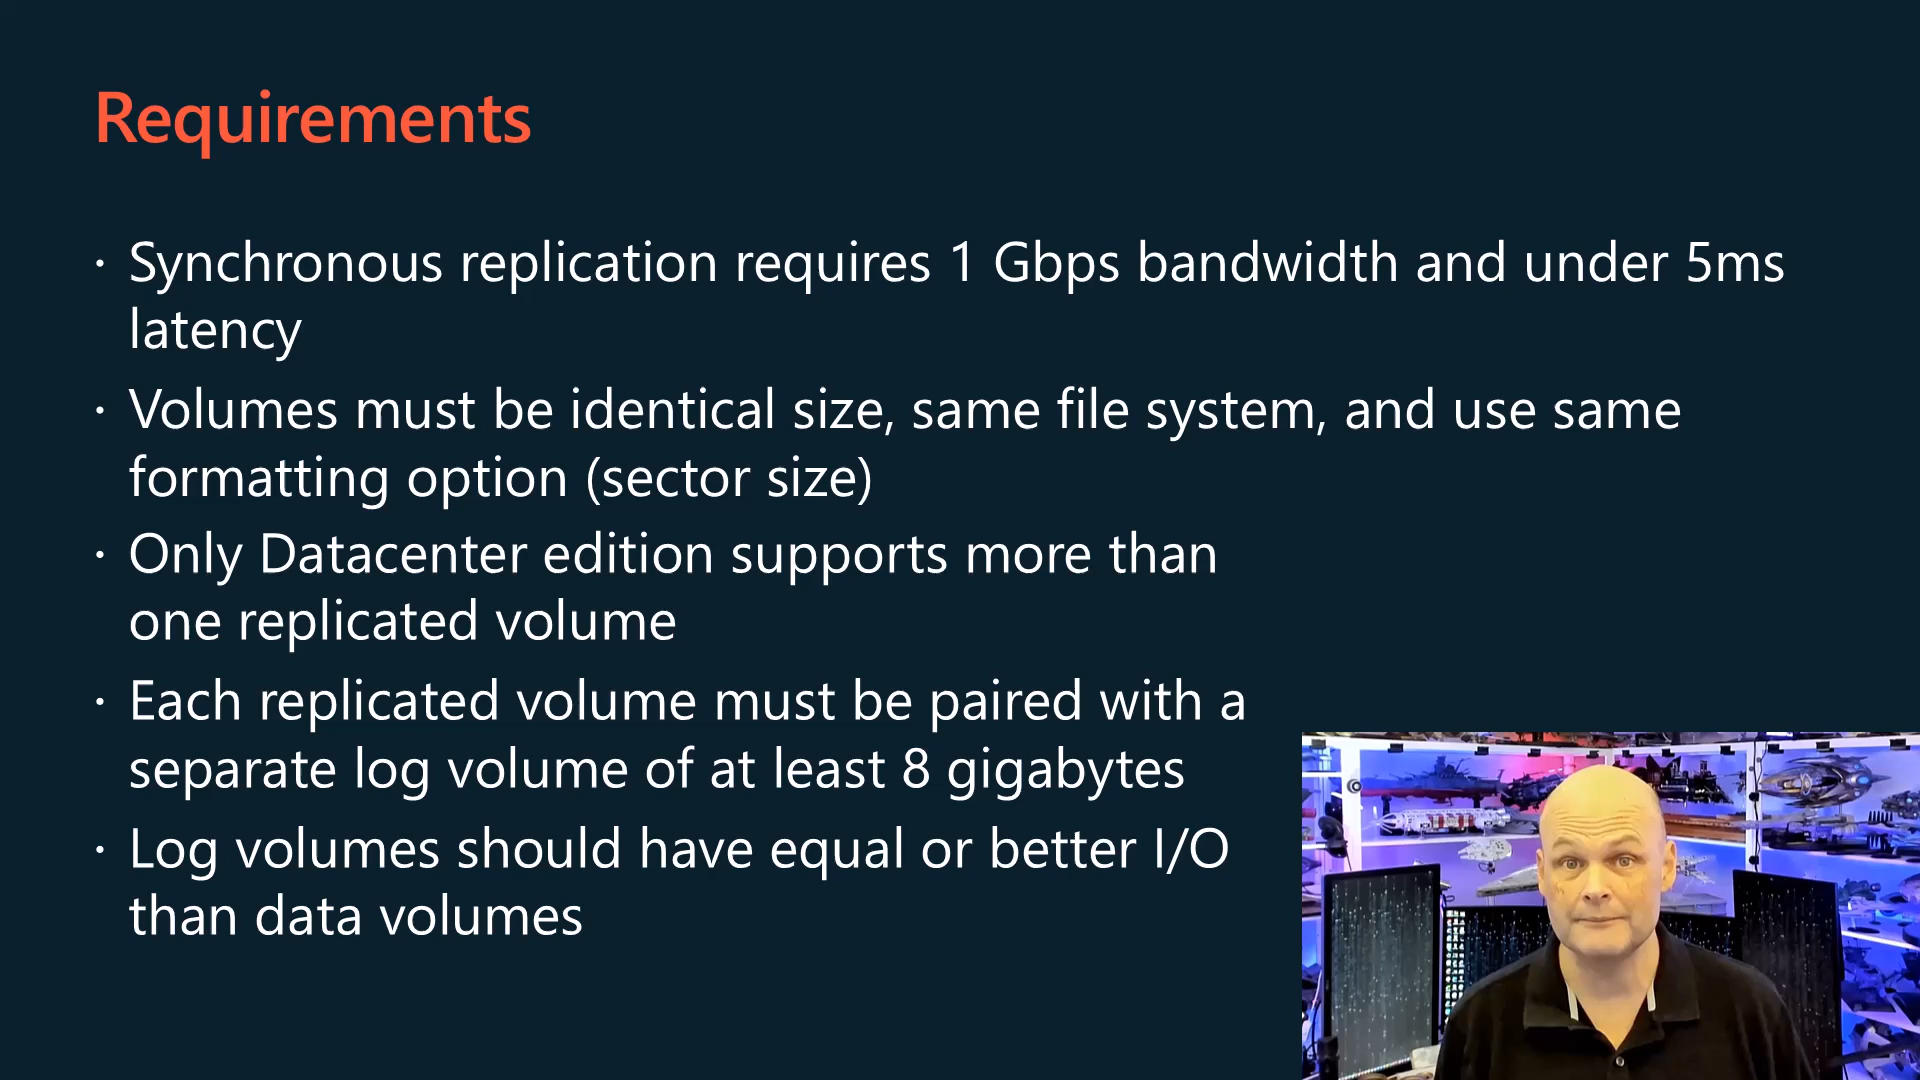 Requirements
· Synchronous replication requires 1 Gbps bandwidth and under 5ms
latency
· Volumes must be identical size, same file system, and use same
formatting option (sector size)
· Only Datacenter edition supports more than
one replicated volume
· Each replicated volume must be paired with a
separate log volume of at least 8 gigabytes
· Log volumes should have equal or better I/O
than data volumes